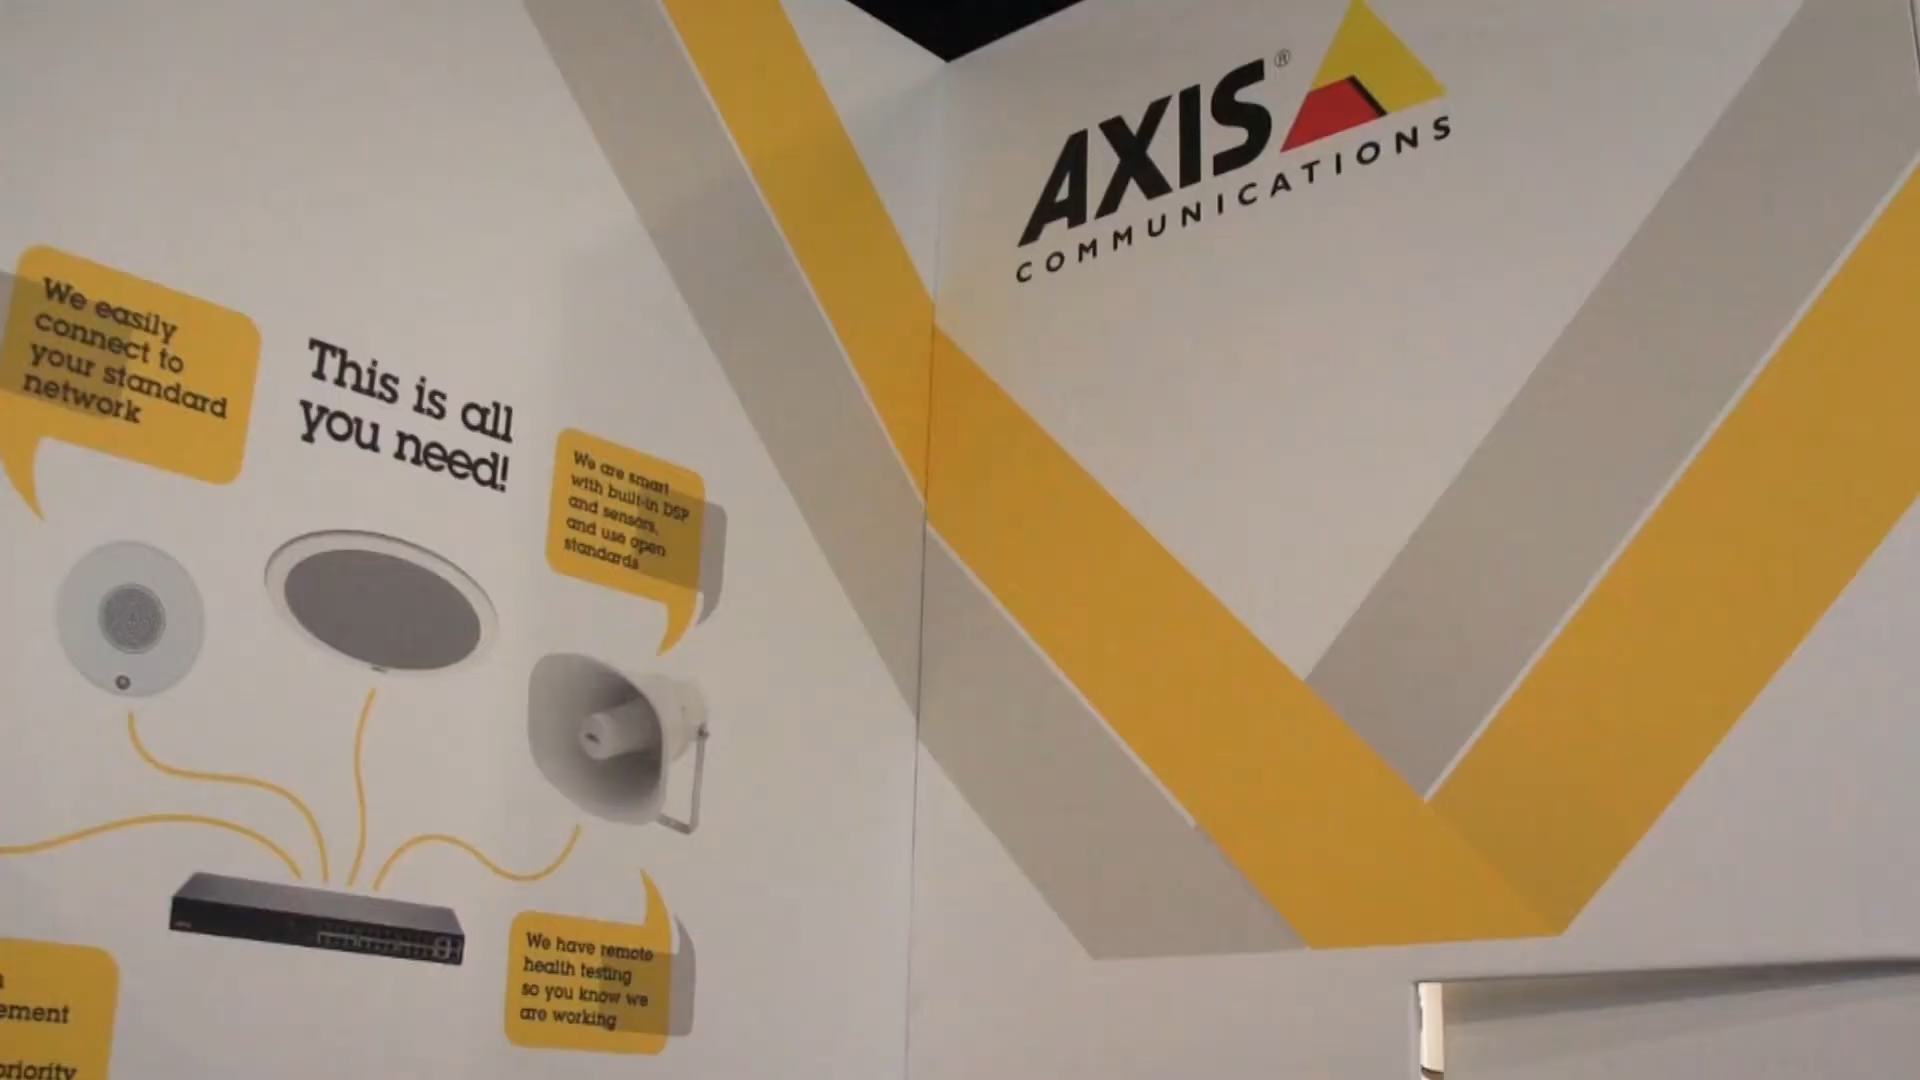 AXIS®
COMMUNICATIONS
We easily
connect to
your standard
network
This is all
you need!
We are smart
with built-in DSP
and sensors,
and use open
standards
We have remote
health testing
so you know we
are working
ement
priority